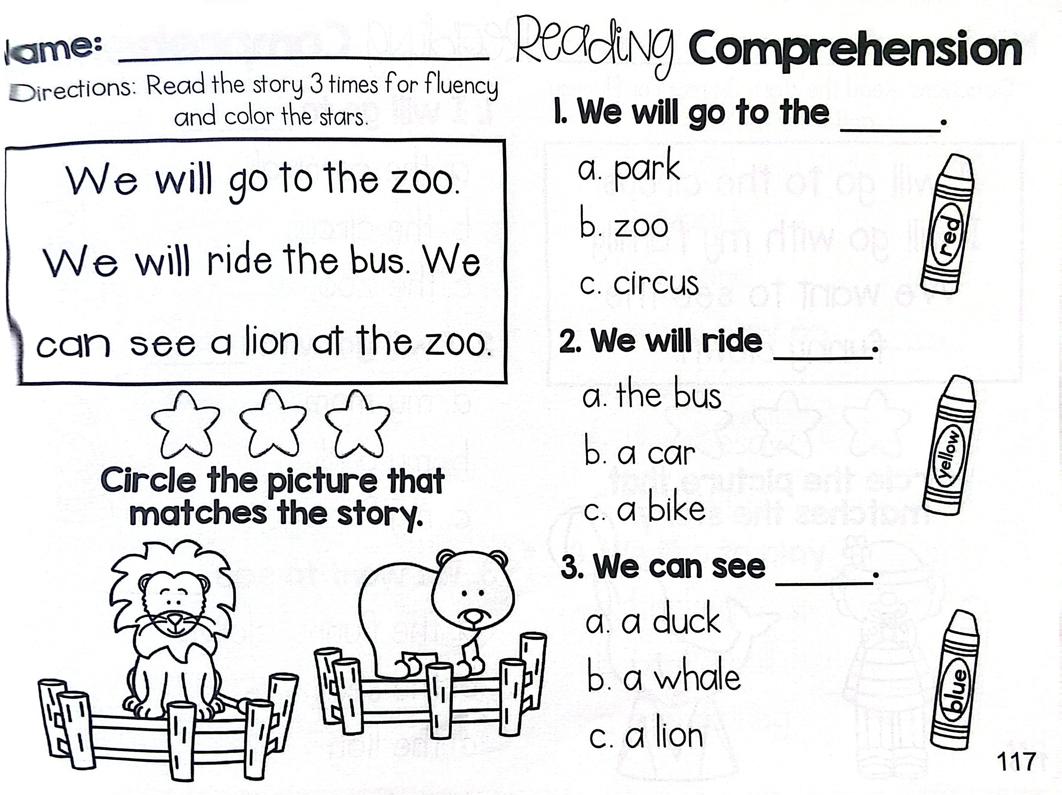 Name: ____________
Directions: Read the story 3 times for fluency
and color the stars.
We will go to the zoo.
We will ride the bus. We
can see a lion at the zoo.
Circle the picture that
matches the story.
Reading Comprehension
1. We will go to the ______.
a. park
b. zoo
c. circus
red
2. We will ride ______.
a. the bus
b. a car
c. a bike
yellow
3. We can see ______.
a. a duck
b. a whale
c. a lion
blue
117